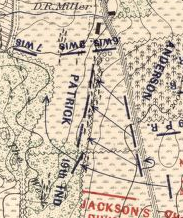 D.R. Miller
7 WIS
2 WIS
6 WIS
ANDERSON
PATRICK
19th IND
JACKSON'S